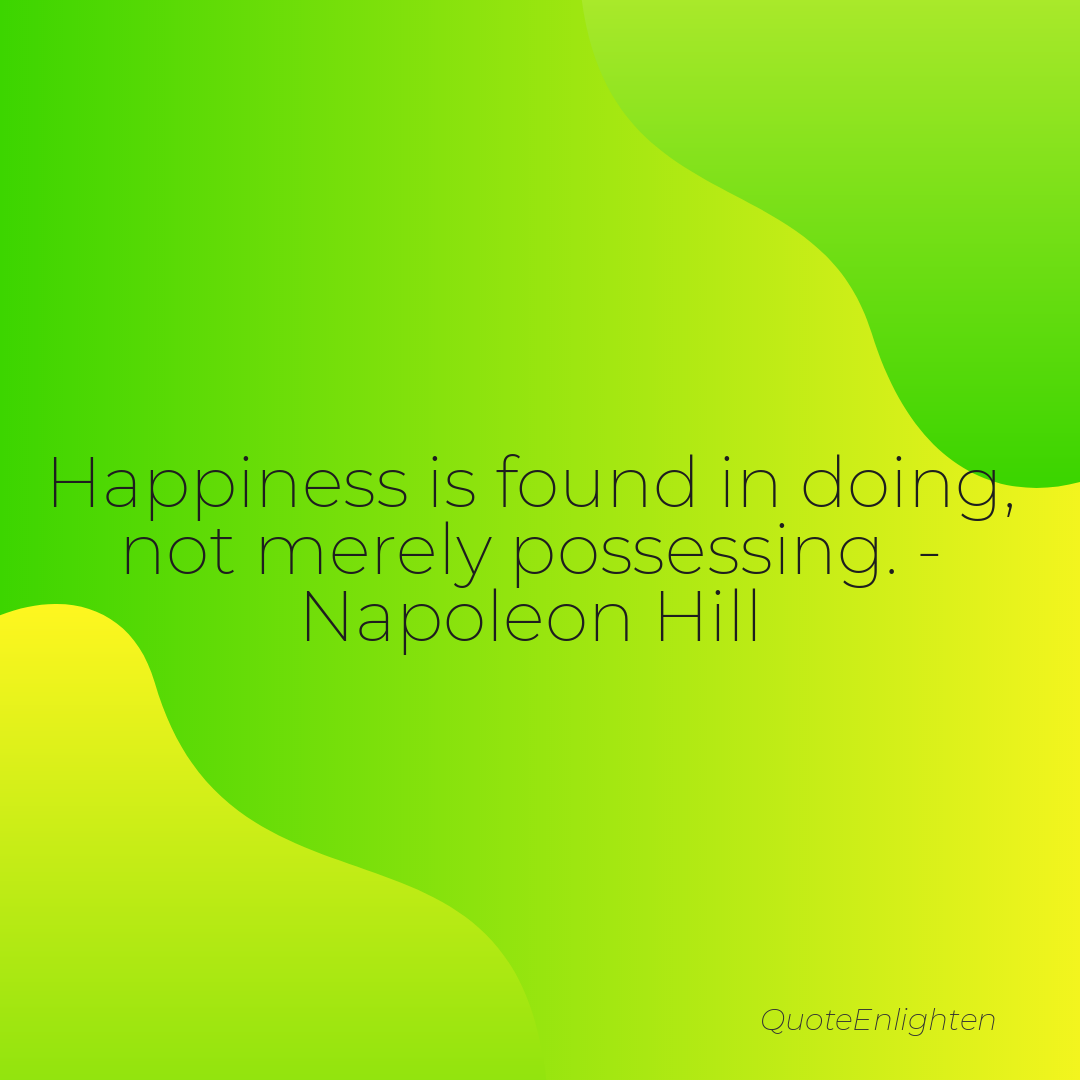 Happiness is found in doing,
not merely possessing. -
Napoleon Hill
QuoteEnlighten